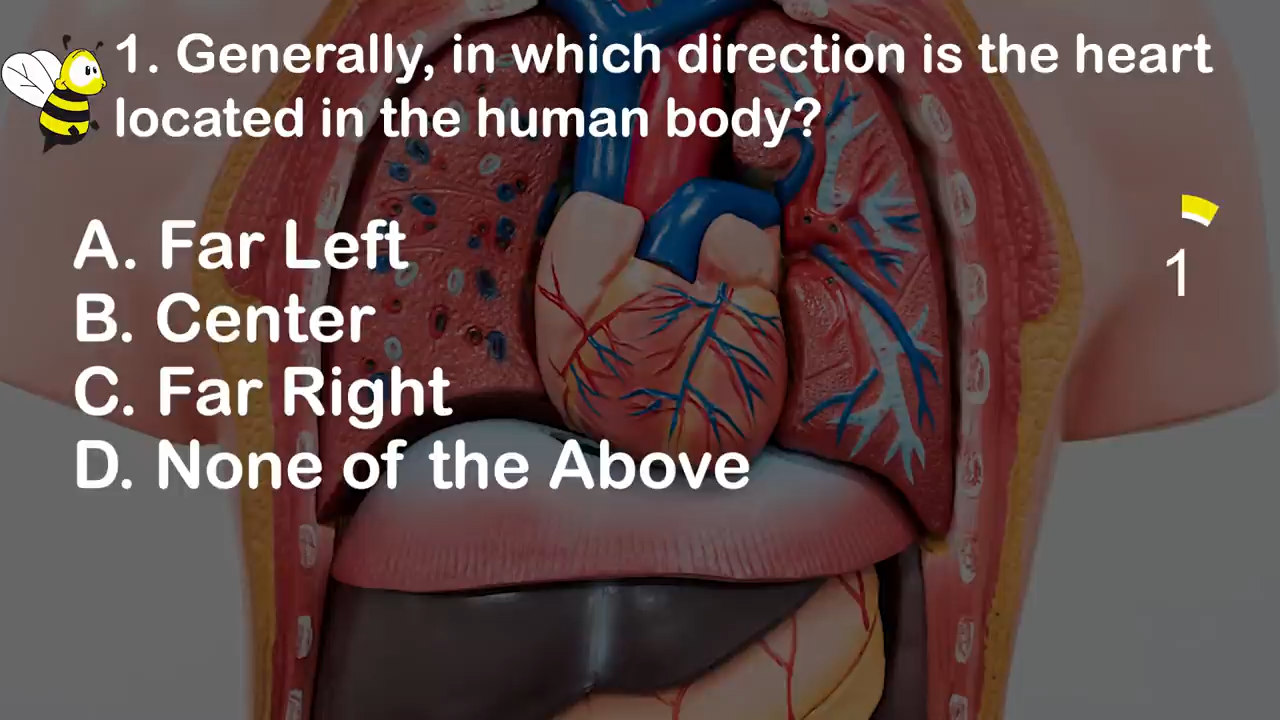 1. Generally, in which direction is the heart
located in the human body?
A. Far Left
B. Center
C. Far Right
D. None of the Above
1